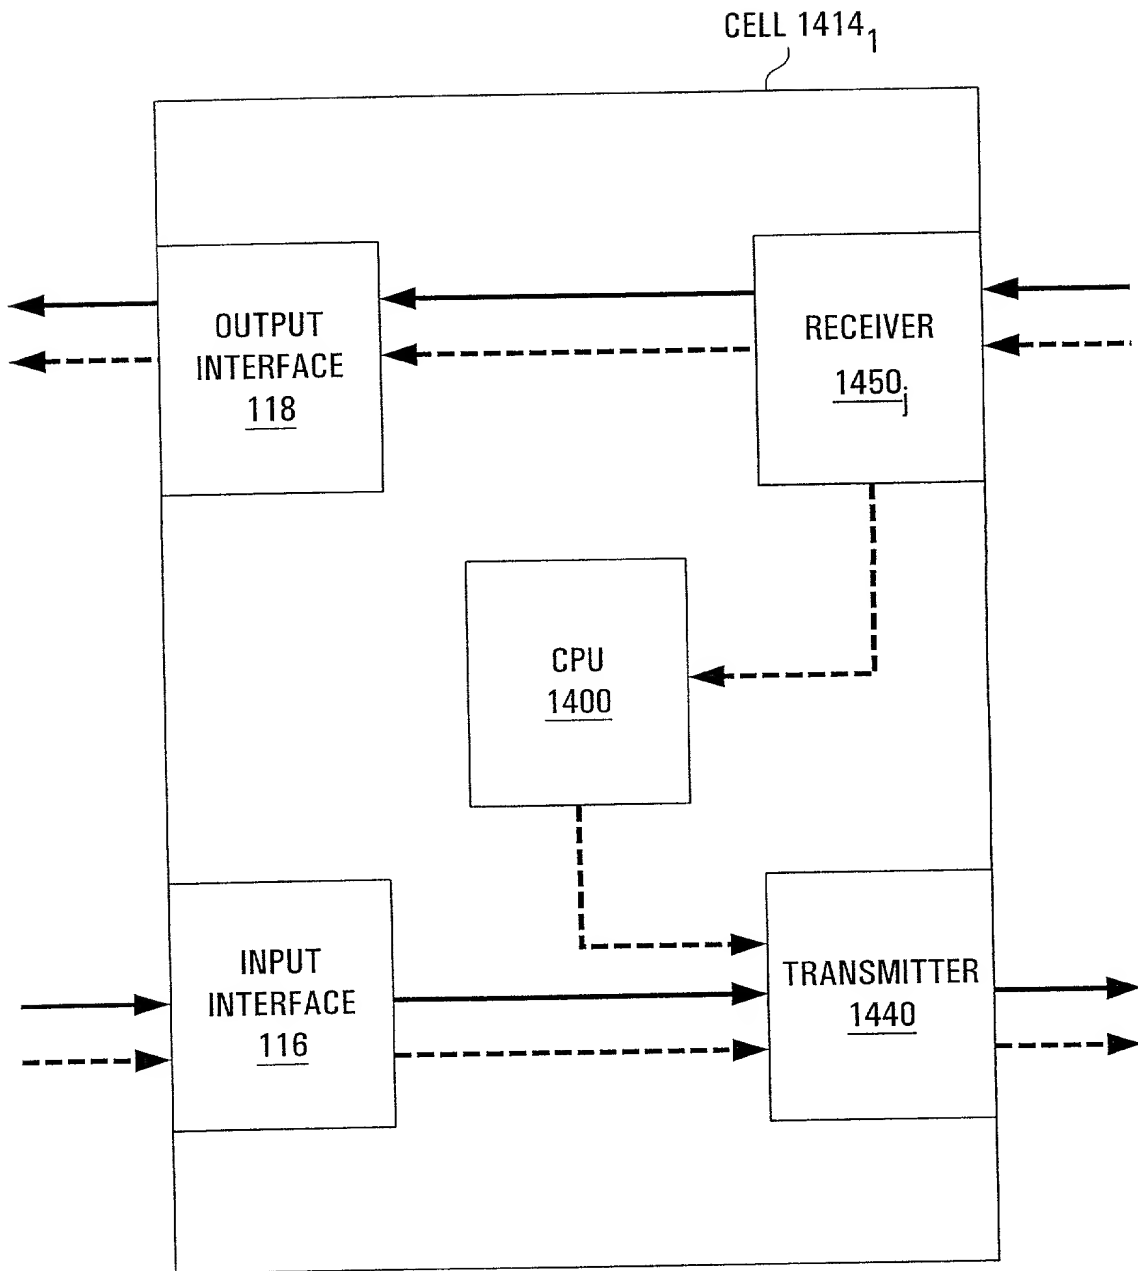 CELL 1414₁
OUTPUT
INTERFACE
118
RECEIVER
1450ⱼ
CPU
1400
INPUT
INTERFACE
116
TRANSMITTER
1440